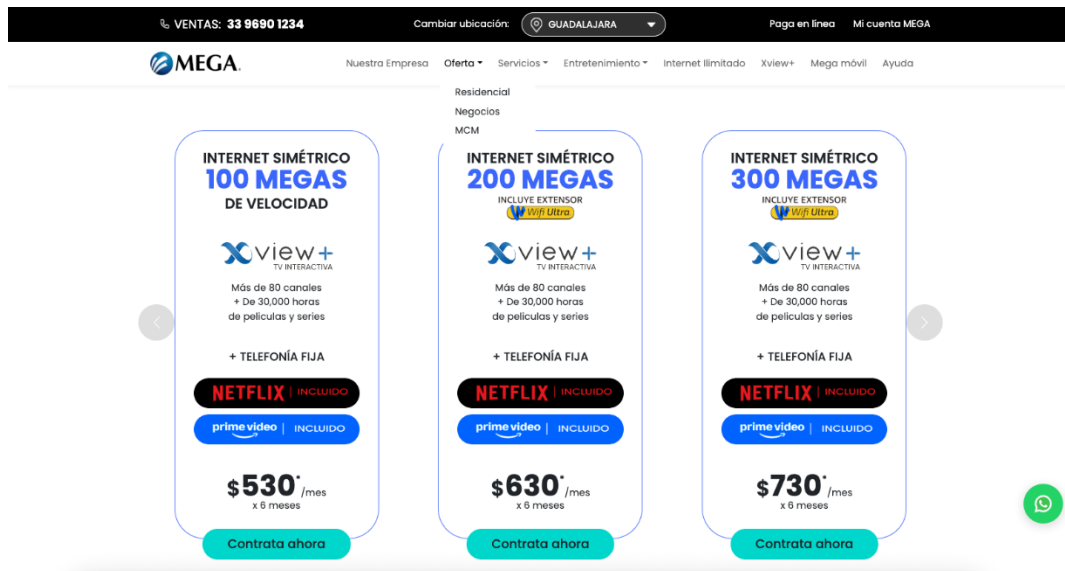 VENTAS: 33 9690 1234
Cambiar ubicación:
GUADALAJARA
Paga en línea
Mi cuenta MEGA
MEGA.
Nuestra Empresa
Oferta
Servicios
Entretenimiento
Internet Ilimitado
Xview+
Mega móvil
Ayuda
Residencial
Negocios
MCM
INTERNET SIMÉTRICO
100 MEGAS
DE VELOCIDAD
Xview+
TV INTERACTIVA
Más de 80 canales
+ De 30,000 horas
de películas y series
+ TELEFONÍA FIJA
NETFLIX | INCLUIDO
prime video | INCLUIDO
$530* /mes
x 6 meses
Contrata ahora
INTERNET SIMÉTRICO
200 MEGAS
INCLUYE EXTENSOR
Wifi Ultra
Xview+
TV INTERACTIVA
Más de 80 canales
+ De 30,000 horas
de películas y series
+ TELEFONÍA FIJA
NETFLIX | INCLUIDO
prime video | INCLUIDO
$630* /mes
x 6 meses
Contrata ahora
INTERNET SIMÉTRICO
300 MEGAS
INCLUYE EXTENSOR
Wifi Ultra
Xview+
TV INTERACTIVA
Más de 80 canales
+ De 30,000 horas
de películas y series
+ TELEFONÍA FIJA
NETFLIX | INCLUIDO
prime video | INCLUIDO
$730* /mes
x 6 meses
Contrata ahora